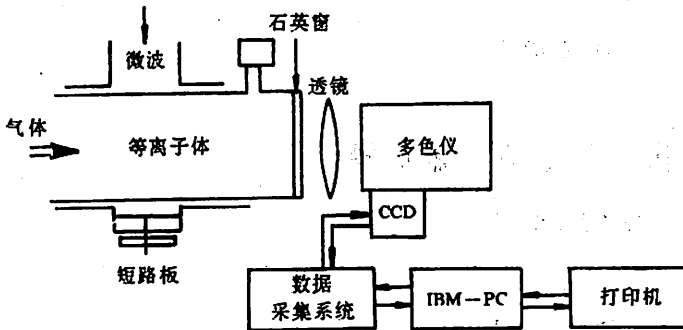 石英窗
微波
透镜
气体
等离子体
多色仪
CCD
短路板
数据
采集系统
IBM－PC
打印机